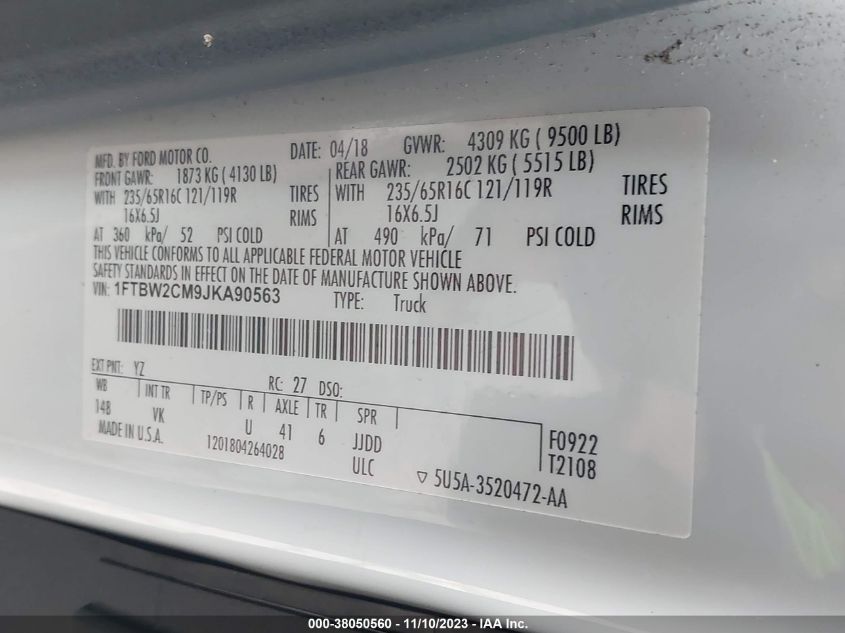 MFD. BY FORD MOTOR CO. DATE: 04/18 GVWR: 4309 KG ( 9500 LB)
FRONT GAWR: 1873 KG ( 4130 LB) REAR GAWR: 2502 KG ( 5515 LB)
WITH 235/65R16C 121/119R TIRES WITH 235/65R16C 121/119R TIRES
16X6.5J RIMS 16X6.5J RIMS
AT 360 kPa/ 52 PSI COLD AT 490 kPa/ 71 PSI COLD
THIS VEHICLE CONFORMS TO ALL APPLICABLE FEDERAL MOTOR VEHICLE
SAFETY STANDARDS IN EFFECT ON THE DATE OF MANUFACTURE SHOWN ABOVE.
VIN: 1FTBW2CM9JKA90563 TYPE: Truck
EXT PNT: YZ RC: 27 DSO:
WB INT TR TP/PS R AXLE TR SPR
148 VK U 41 6 JJDD F0922
MADE IN U.S.A. 1201804264028 ULC T2108
5U5A-3520472-AA
000-38050560 — 11/10/2023 — IAA Inc.